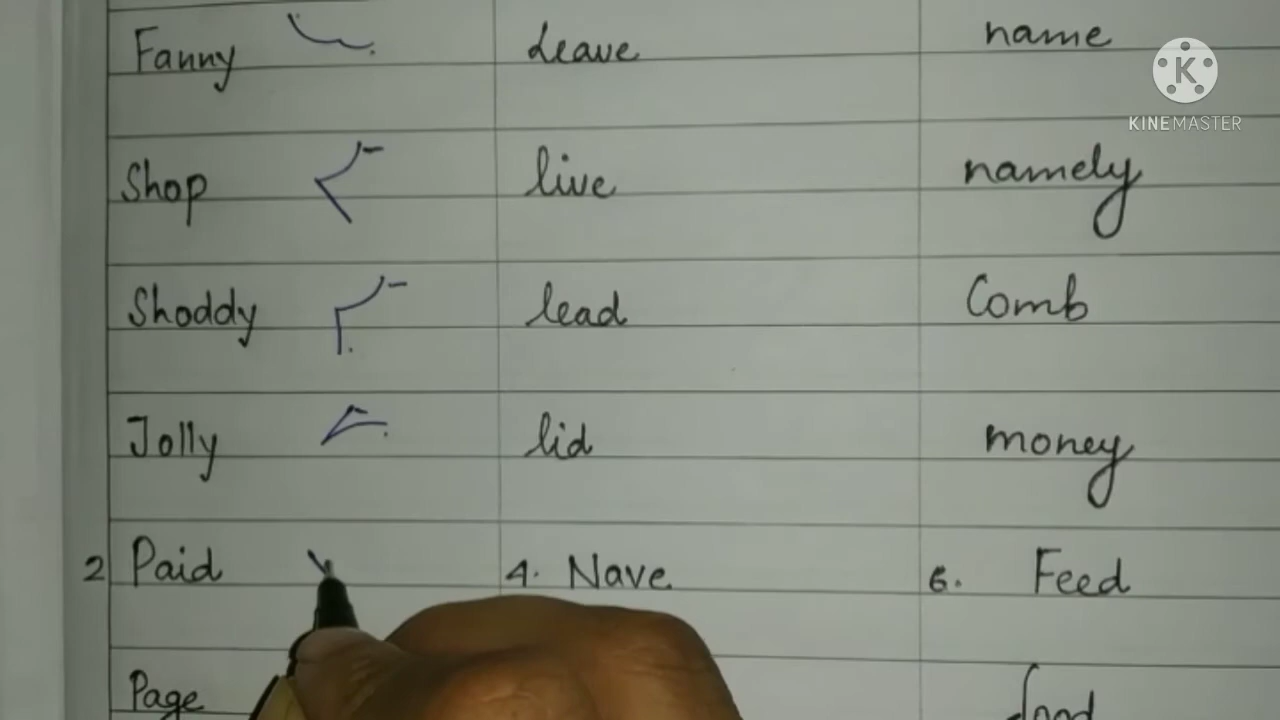 Fanny Leave name
KINEMASTER
Shop live namely
Shoddy lead Comb
Jolly lid money
2 Paid 4. Nave 6. Feed
Page food